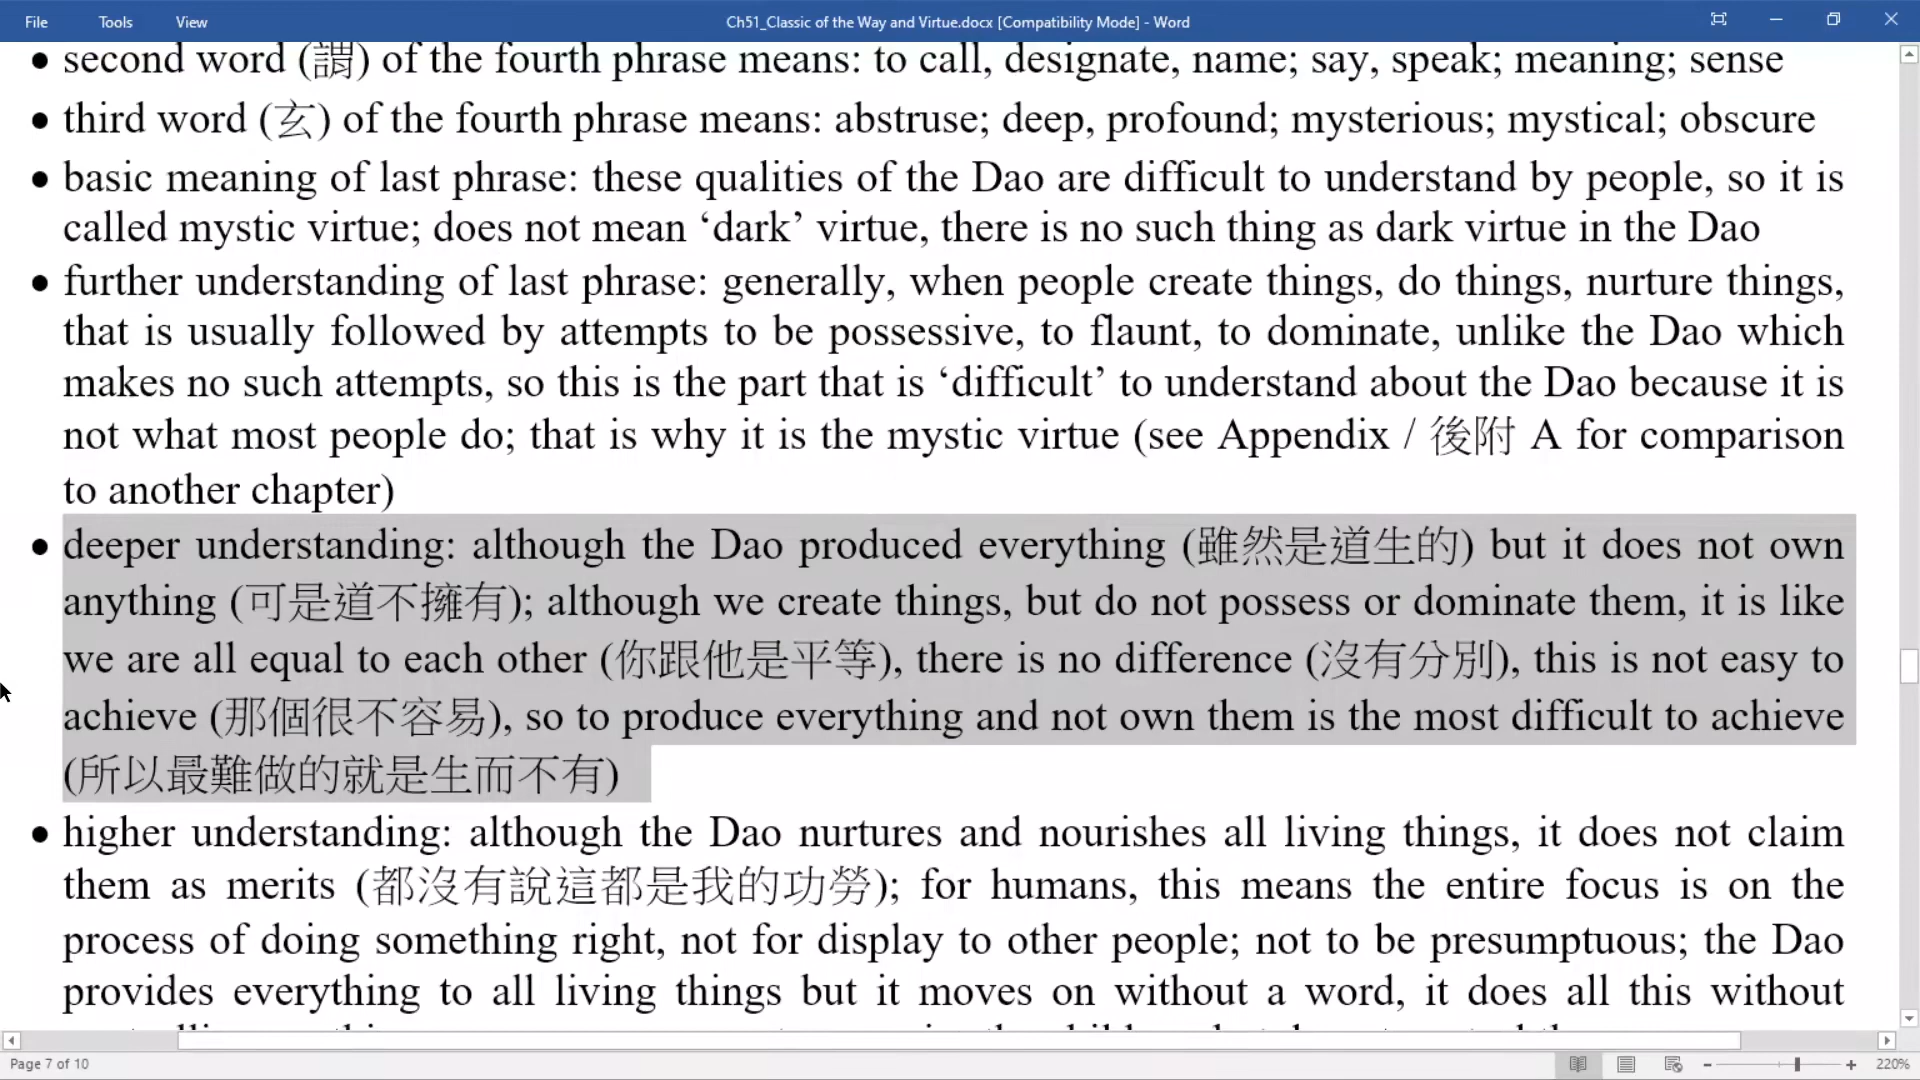 File Tools View Ch51_Classic of the Way and Virtue.docx [Compatibility Mode] - Word
● second word (謂) of the fourth phrase means: to call, designate, name; say, speak; meaning; sense
● third word (玄) of the fourth phrase means: abstruse; deep, profound; mysterious; mystical; obscure
● basic meaning of last phrase: these qualities of the Dao are difficult to understand by people, so it is
called mystic virtue; does not mean ‘dark’ virtue, there is no such thing as dark virtue in the Dao
● further understanding of last phrase: generally, when people create things, do things, nurture things,
that is usually followed by attempts to be possessive, to flaunt, to dominate, unlike the Dao which
makes no such attempts, so this is the part that is ‘difficult’ to understand about the Dao because it is
not what most people do; that is why it is the mystic virtue (see Appendix / 後附 A for comparison
to another chapter)
● deeper understanding: although the Dao produced everything (雖然是道生的) but it does not own
anything (可是道不擁有); although we create things, but do not possess or dominate them, it is like
we are all equal to each other (你跟他是平等), there is no difference (沒有分別), this is not easy to
achieve (那個很不容易), so to produce everything and not own them is the most difficult to achieve
(所以最難做的就是生而不有)
● higher understanding: although the Dao nurtures and nourishes all living things, it does not claim
them as merits (都沒有說這都是我的功勞); for humans, this means the entire focus is on the
process of doing something right, not for display to other people; not to be presumptuous; the Dao
provides everything to all living things but it moves on without a word, it does all this without
Page 7 of 10 220%